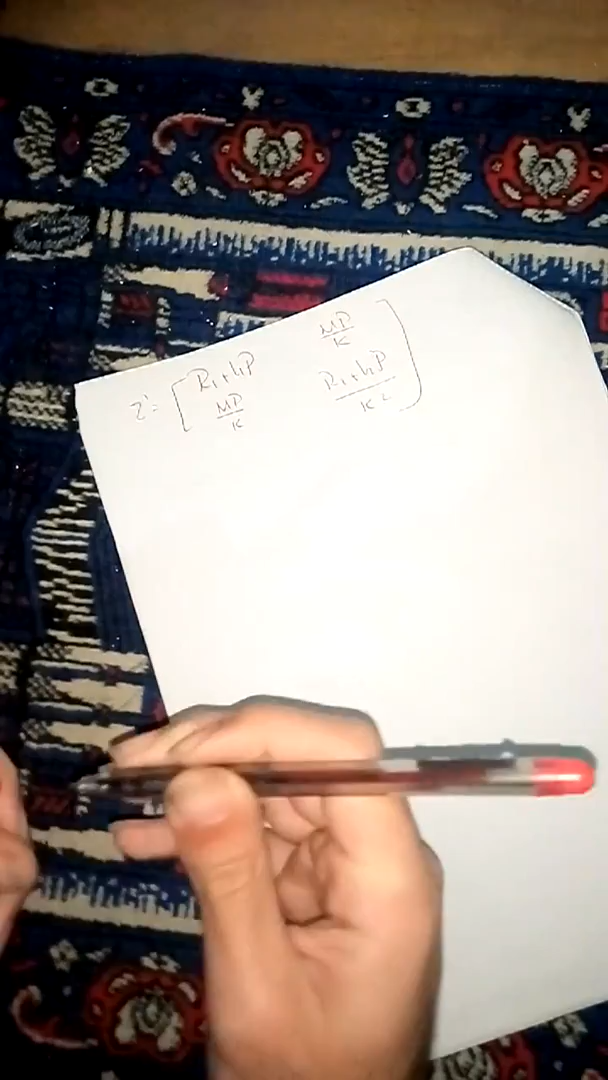 Z' = [ R1+l1P MP/K
MP/K R1+l1P/K² ]